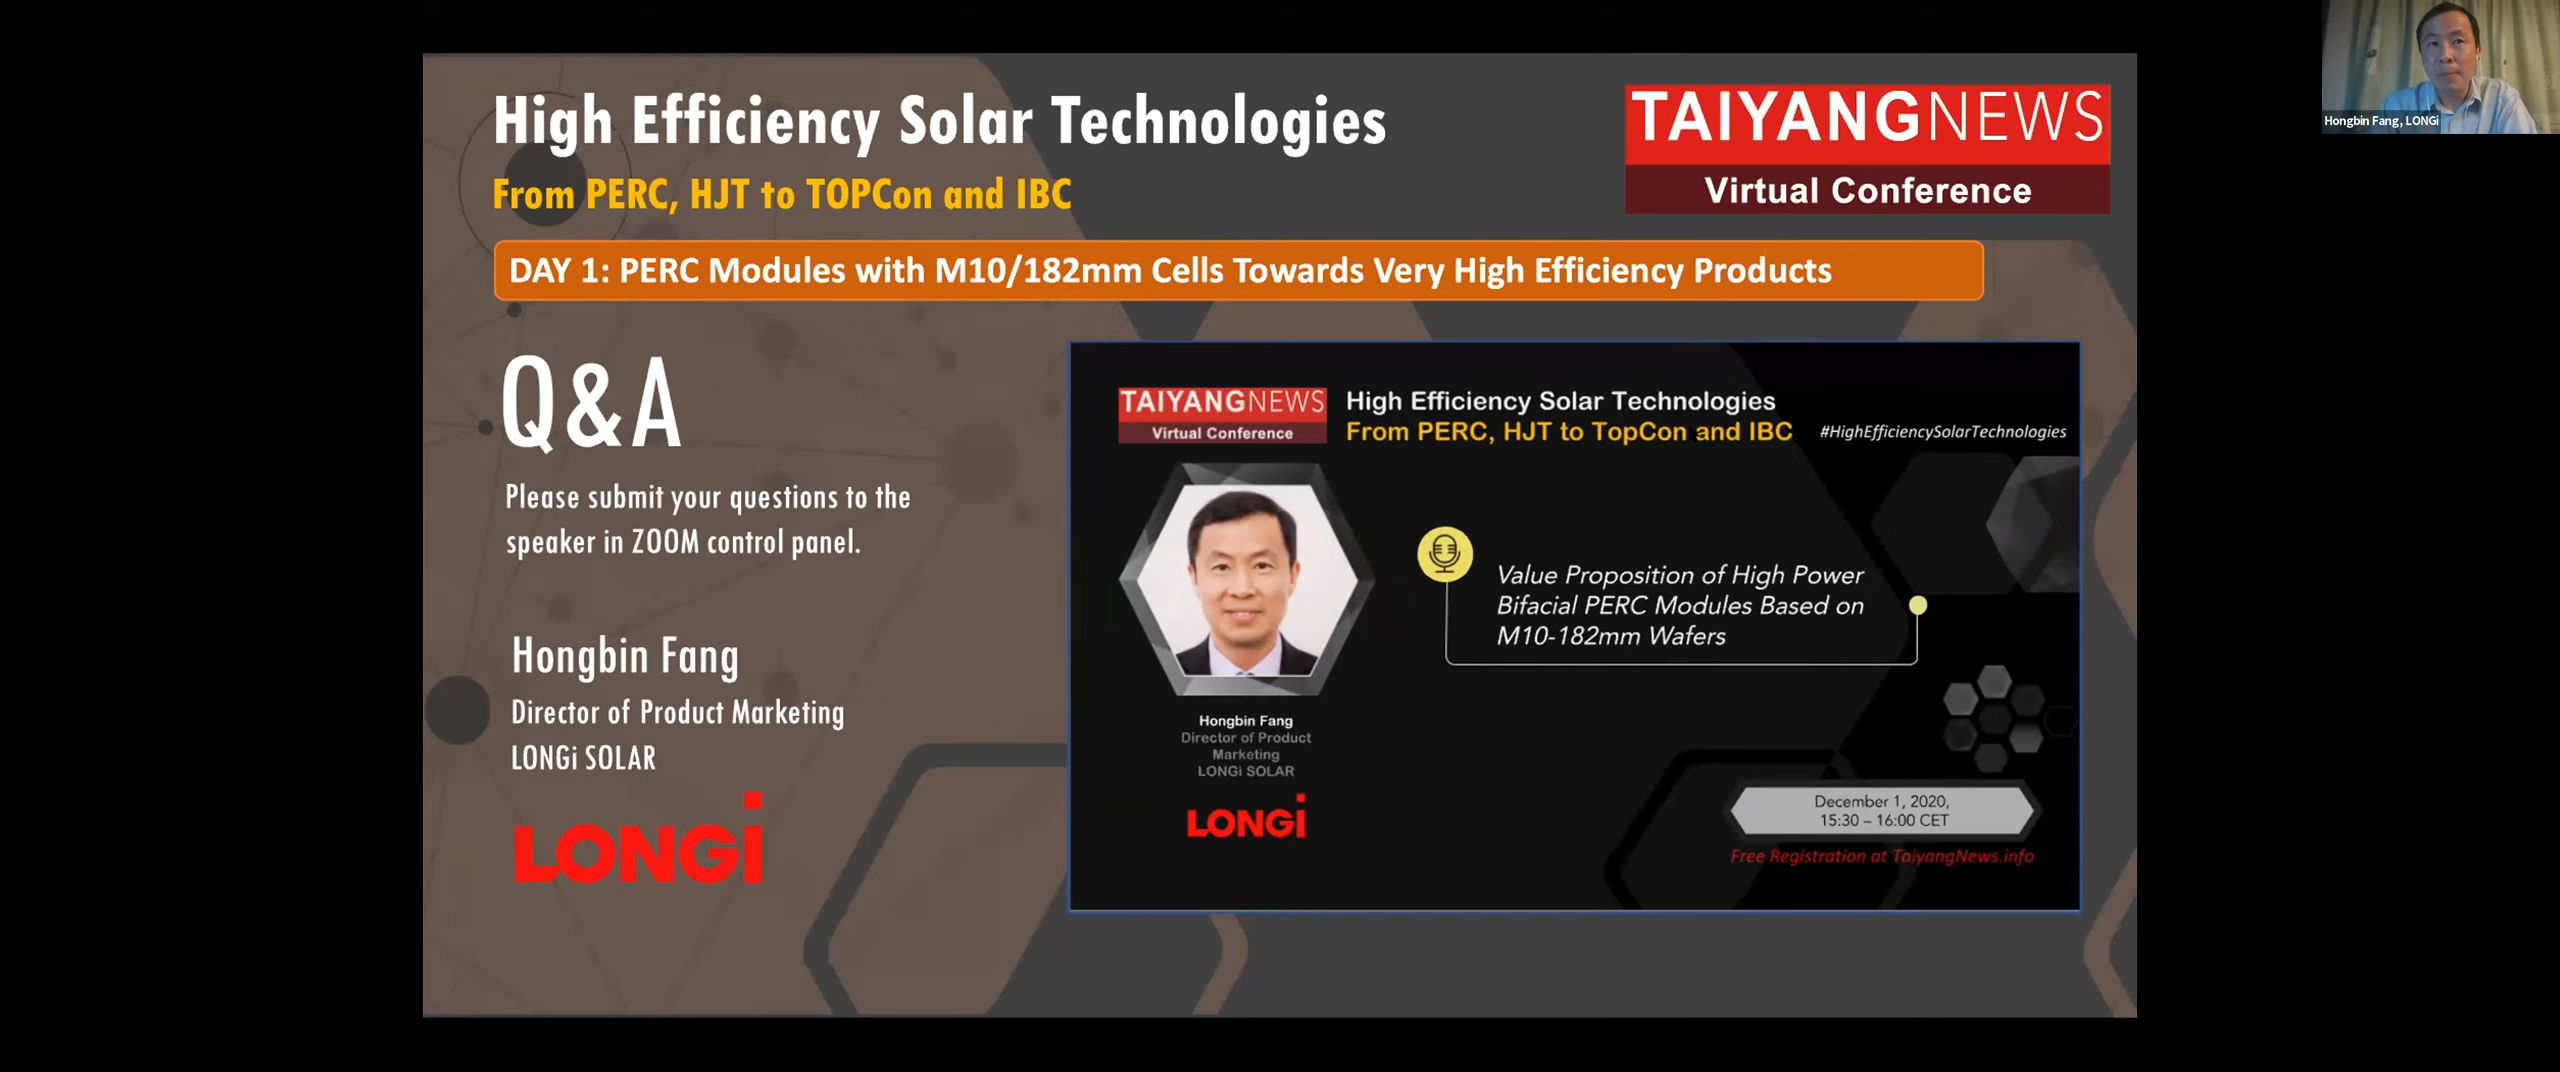 High Efficiency Solar Technologies
From PERC, HJT to TOPCon and IBC
TAIYANGNEWS
Virtual Conference
Hongbin Fang, LONGi
DAY 1: PERC Modules with M10/182mm Cells Towards Very High Efficiency Products
Q&A
Please submit your questions to the
speaker in ZOOM control panel.
Hongbin Fang
Director of Product Marketing
LONGi SOLAR
LONGi
TAIYANGNEWS
Virtual Conference
High Efficiency Solar Technologies
From PERC, HJT to TopCon and IBC
#HighEfficiencySolarTechnologies
Value Proposition of High Power
Bifacial PERC Modules Based on
M10-182mm Wafers
Hongbin Fang
Director of Product
Marketing
LONGi SOLAR
LONGi
December 1, 2020,
15:30 – 16:00 CET
Free Registration at TaiyangNews.info